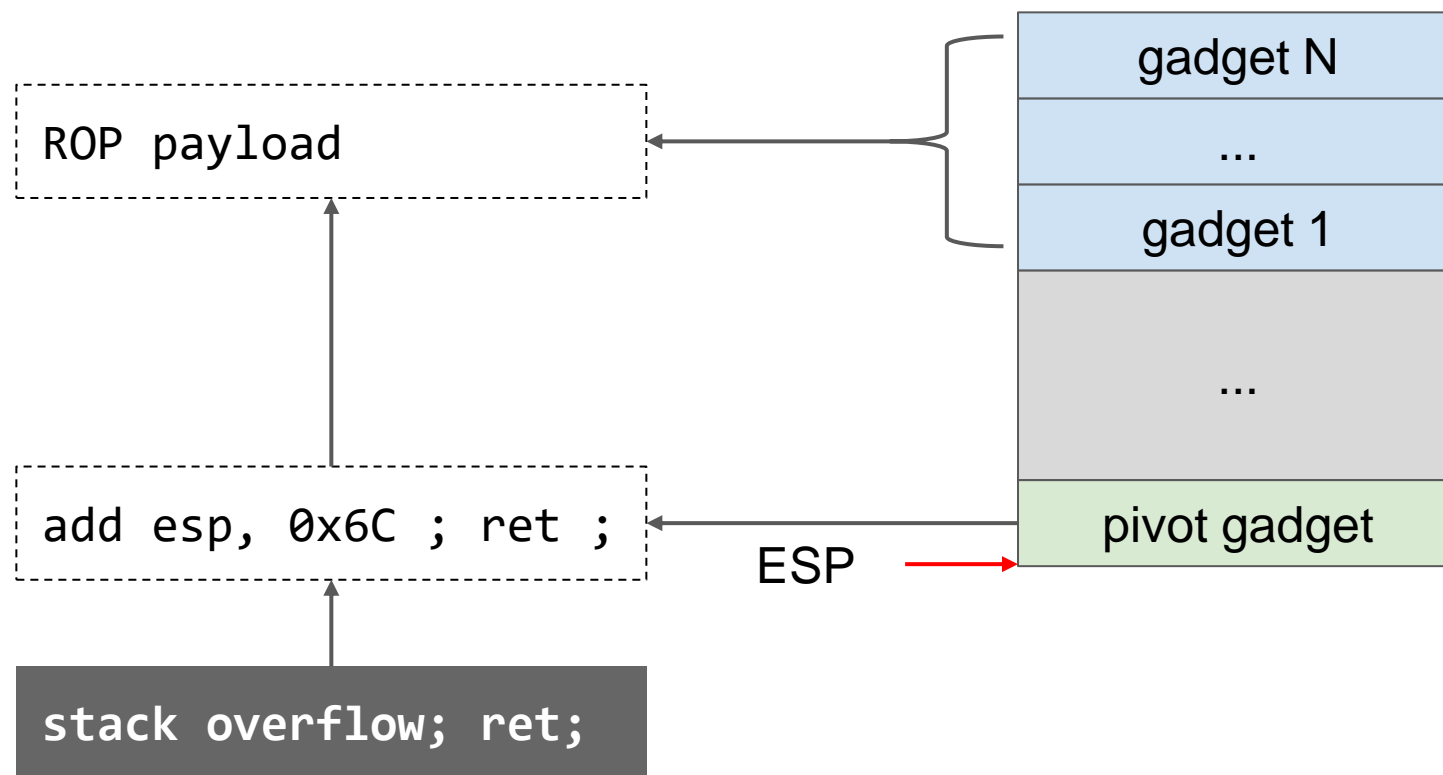 gadget N
ROP payload
...
gadget 1
...
add esp, 0x6C ; ret ;
pivot gadget
ESP
stack overflow; ret;